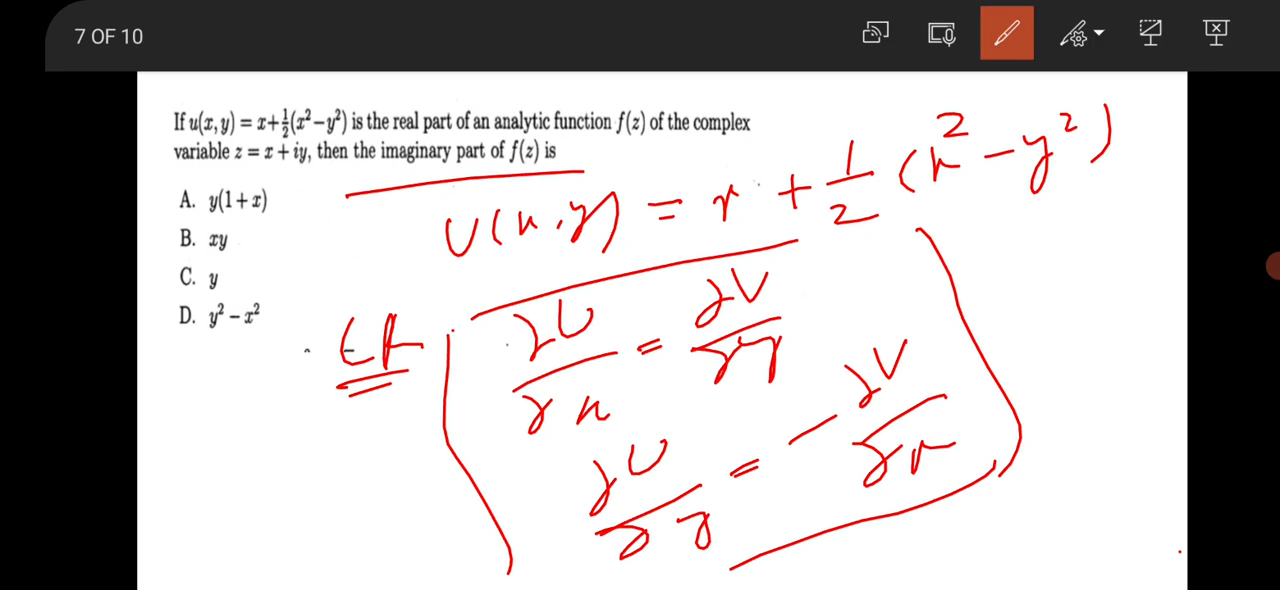 7 OF 10
If u(x, y) = x+½(x²−y²) is the real part of an analytic function f(z) of the complex
variable z = x + iy, then the imaginary part of f(z) is
A. y(1+x)
B. xy
C. y
D. y² − x²
U(x,y) = x + 1/2 (x² − y²)
CR
∂U/∂x = ∂V/∂y
∂U/∂y = − ∂V/∂x